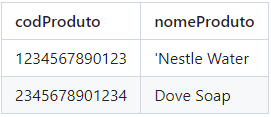 codProduto nomeProduto
1234567890123 'Nestle Water
2345678901234 Dove Soap